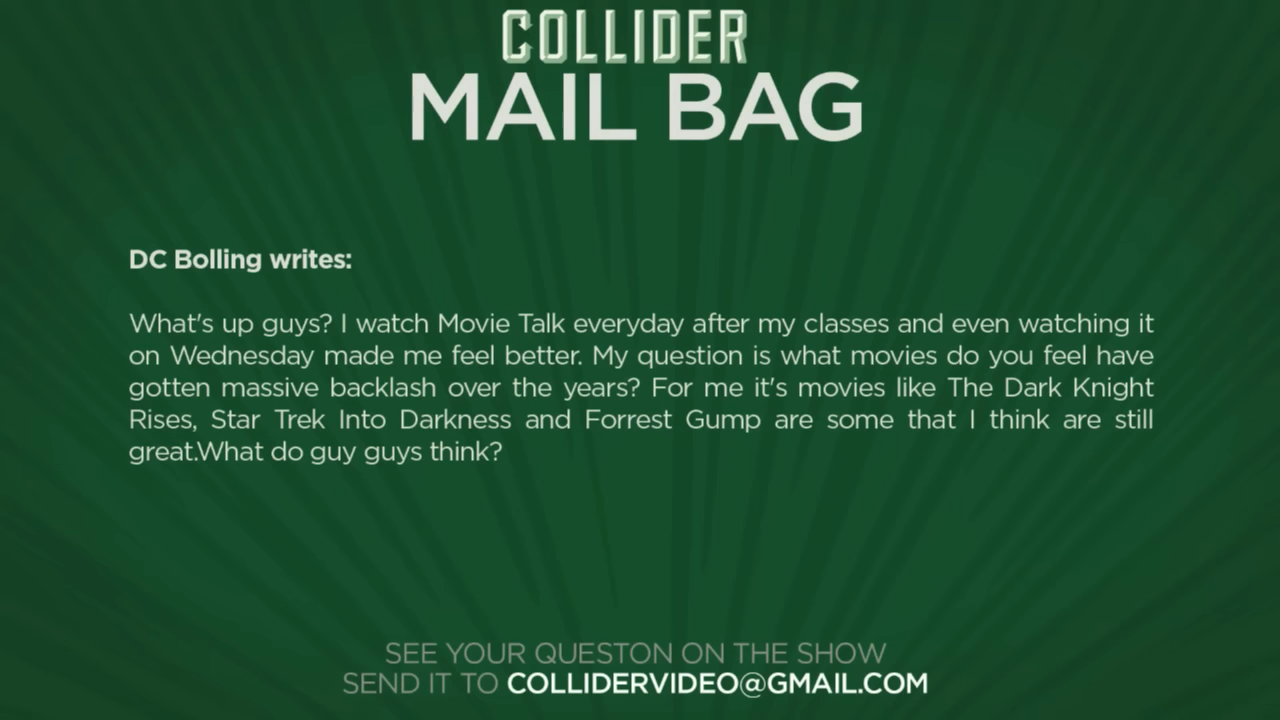 COLLIDER
MAIL BAG
DC Bolling writes:
What's up guys? I watch Movie Talk everyday after my classes and even watching it
on Wednesday made me feel better. My question is what movies do you feel have
gotten massive backlash over the years? For me it's movies like The Dark Knight
Rises, Star Trek Into Darkness and Forrest Gump are some that I think are still
great.What do guy guys think?
SEE YOUR QUESTON ON THE SHOW
SEND IT TO COLLIDERVIDEO@GMAIL.COM